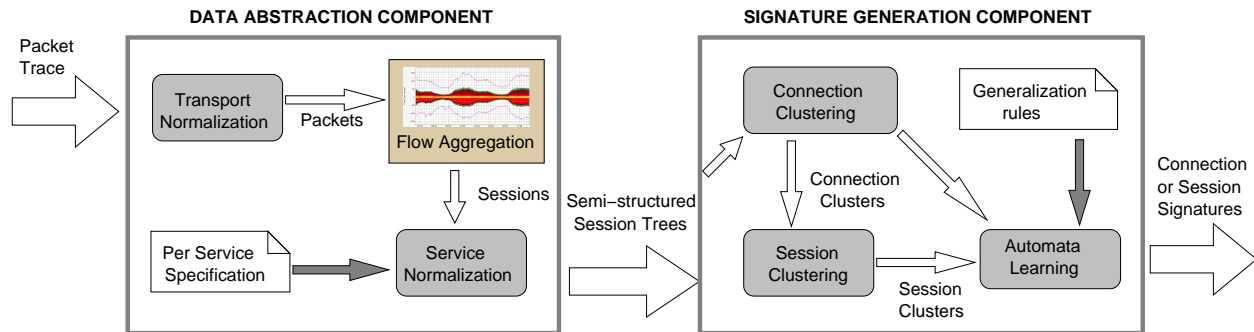 DATA ABSTRACTION COMPONENT
SIGNATURE GENERATION COMPONENT
Packet
Trace
Transport
Normalization
Packets
Flow Aggregation
Sessions
Per Service
Specification
Service
Normalization
Semi−structured
Session Trees
Connection
Clustering
Generalization
rules
Connection
Clusters
Session
Clustering
Session
Clusters
Automata
Learning
Connection
or Session
Signatures